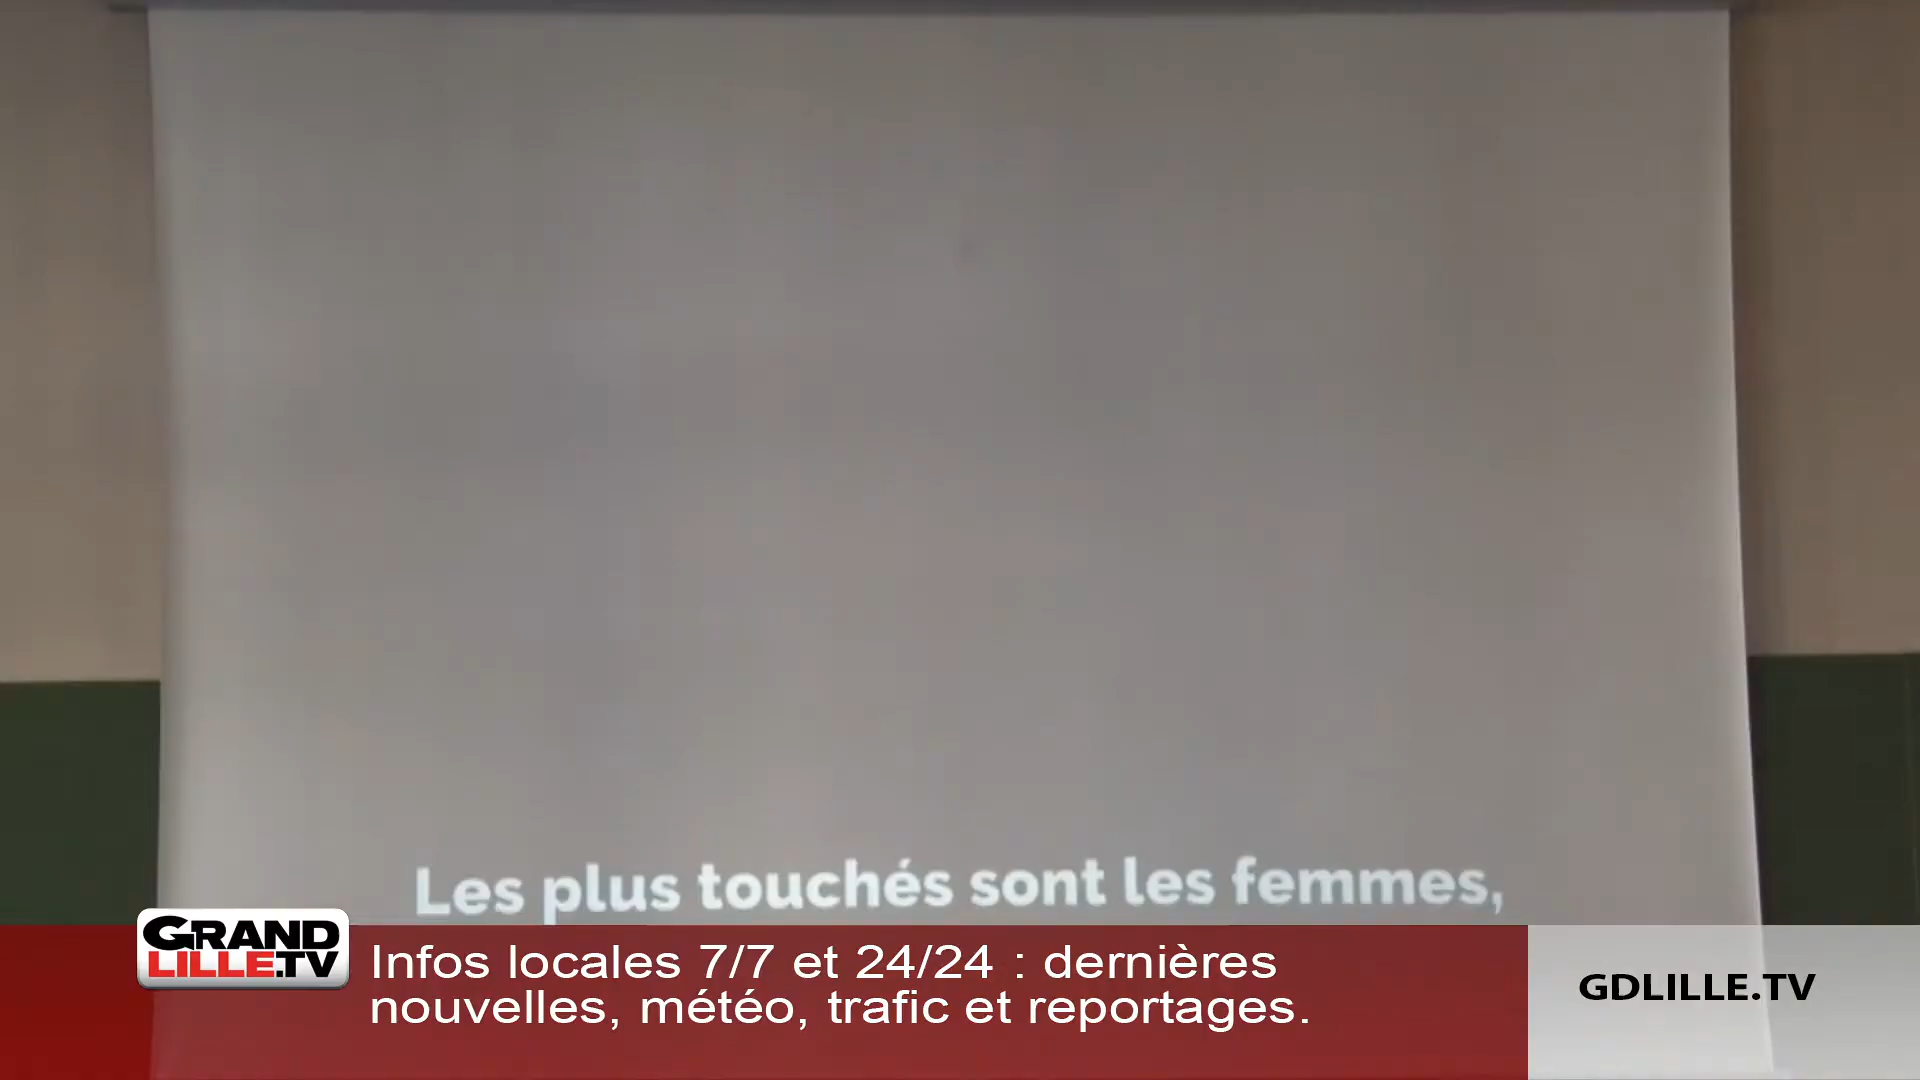 Les plus touchés sont les femmes,
GRAND
LILLE.TV
Infos locales 7/7 et 24/24 : dernières
nouvelles, météo, trafic et reportages.
GDLILLE.TV